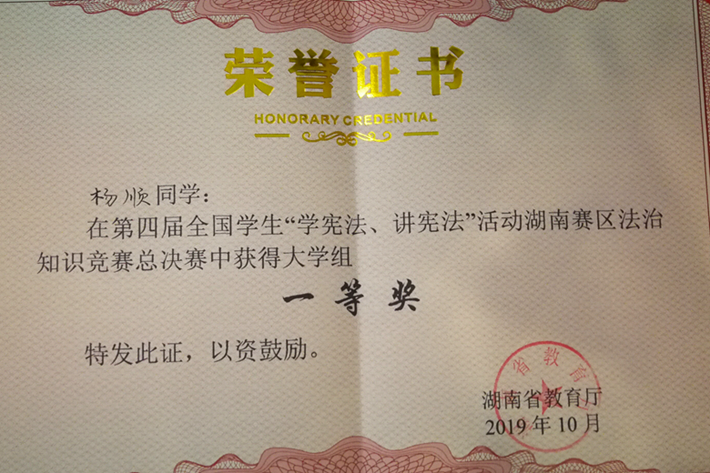 荣誉证书
HONORARY CREDENTIAL
杨顺同学：
在第四届全国学生“学宪法、讲宪法”活动湖南赛区法治
知识竞赛总决赛中获得大学组
一等奖
特发此证，以资鼓励。
湖南省教育厅
2019年10月